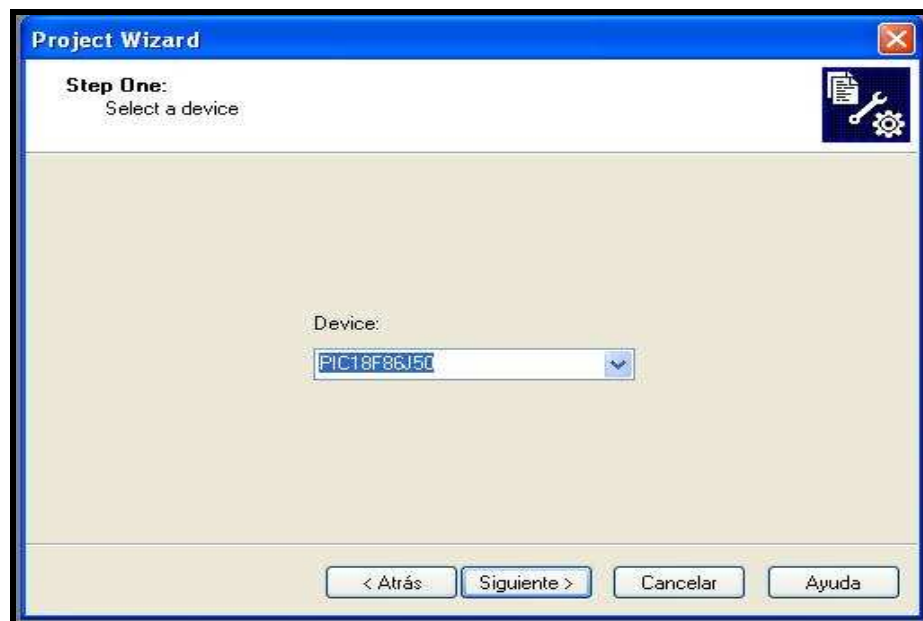 Project Wizard
Step One:
Select a device
Device:
PIC18F86J50
< Atrás Siguiente > Cancelar Ayuda